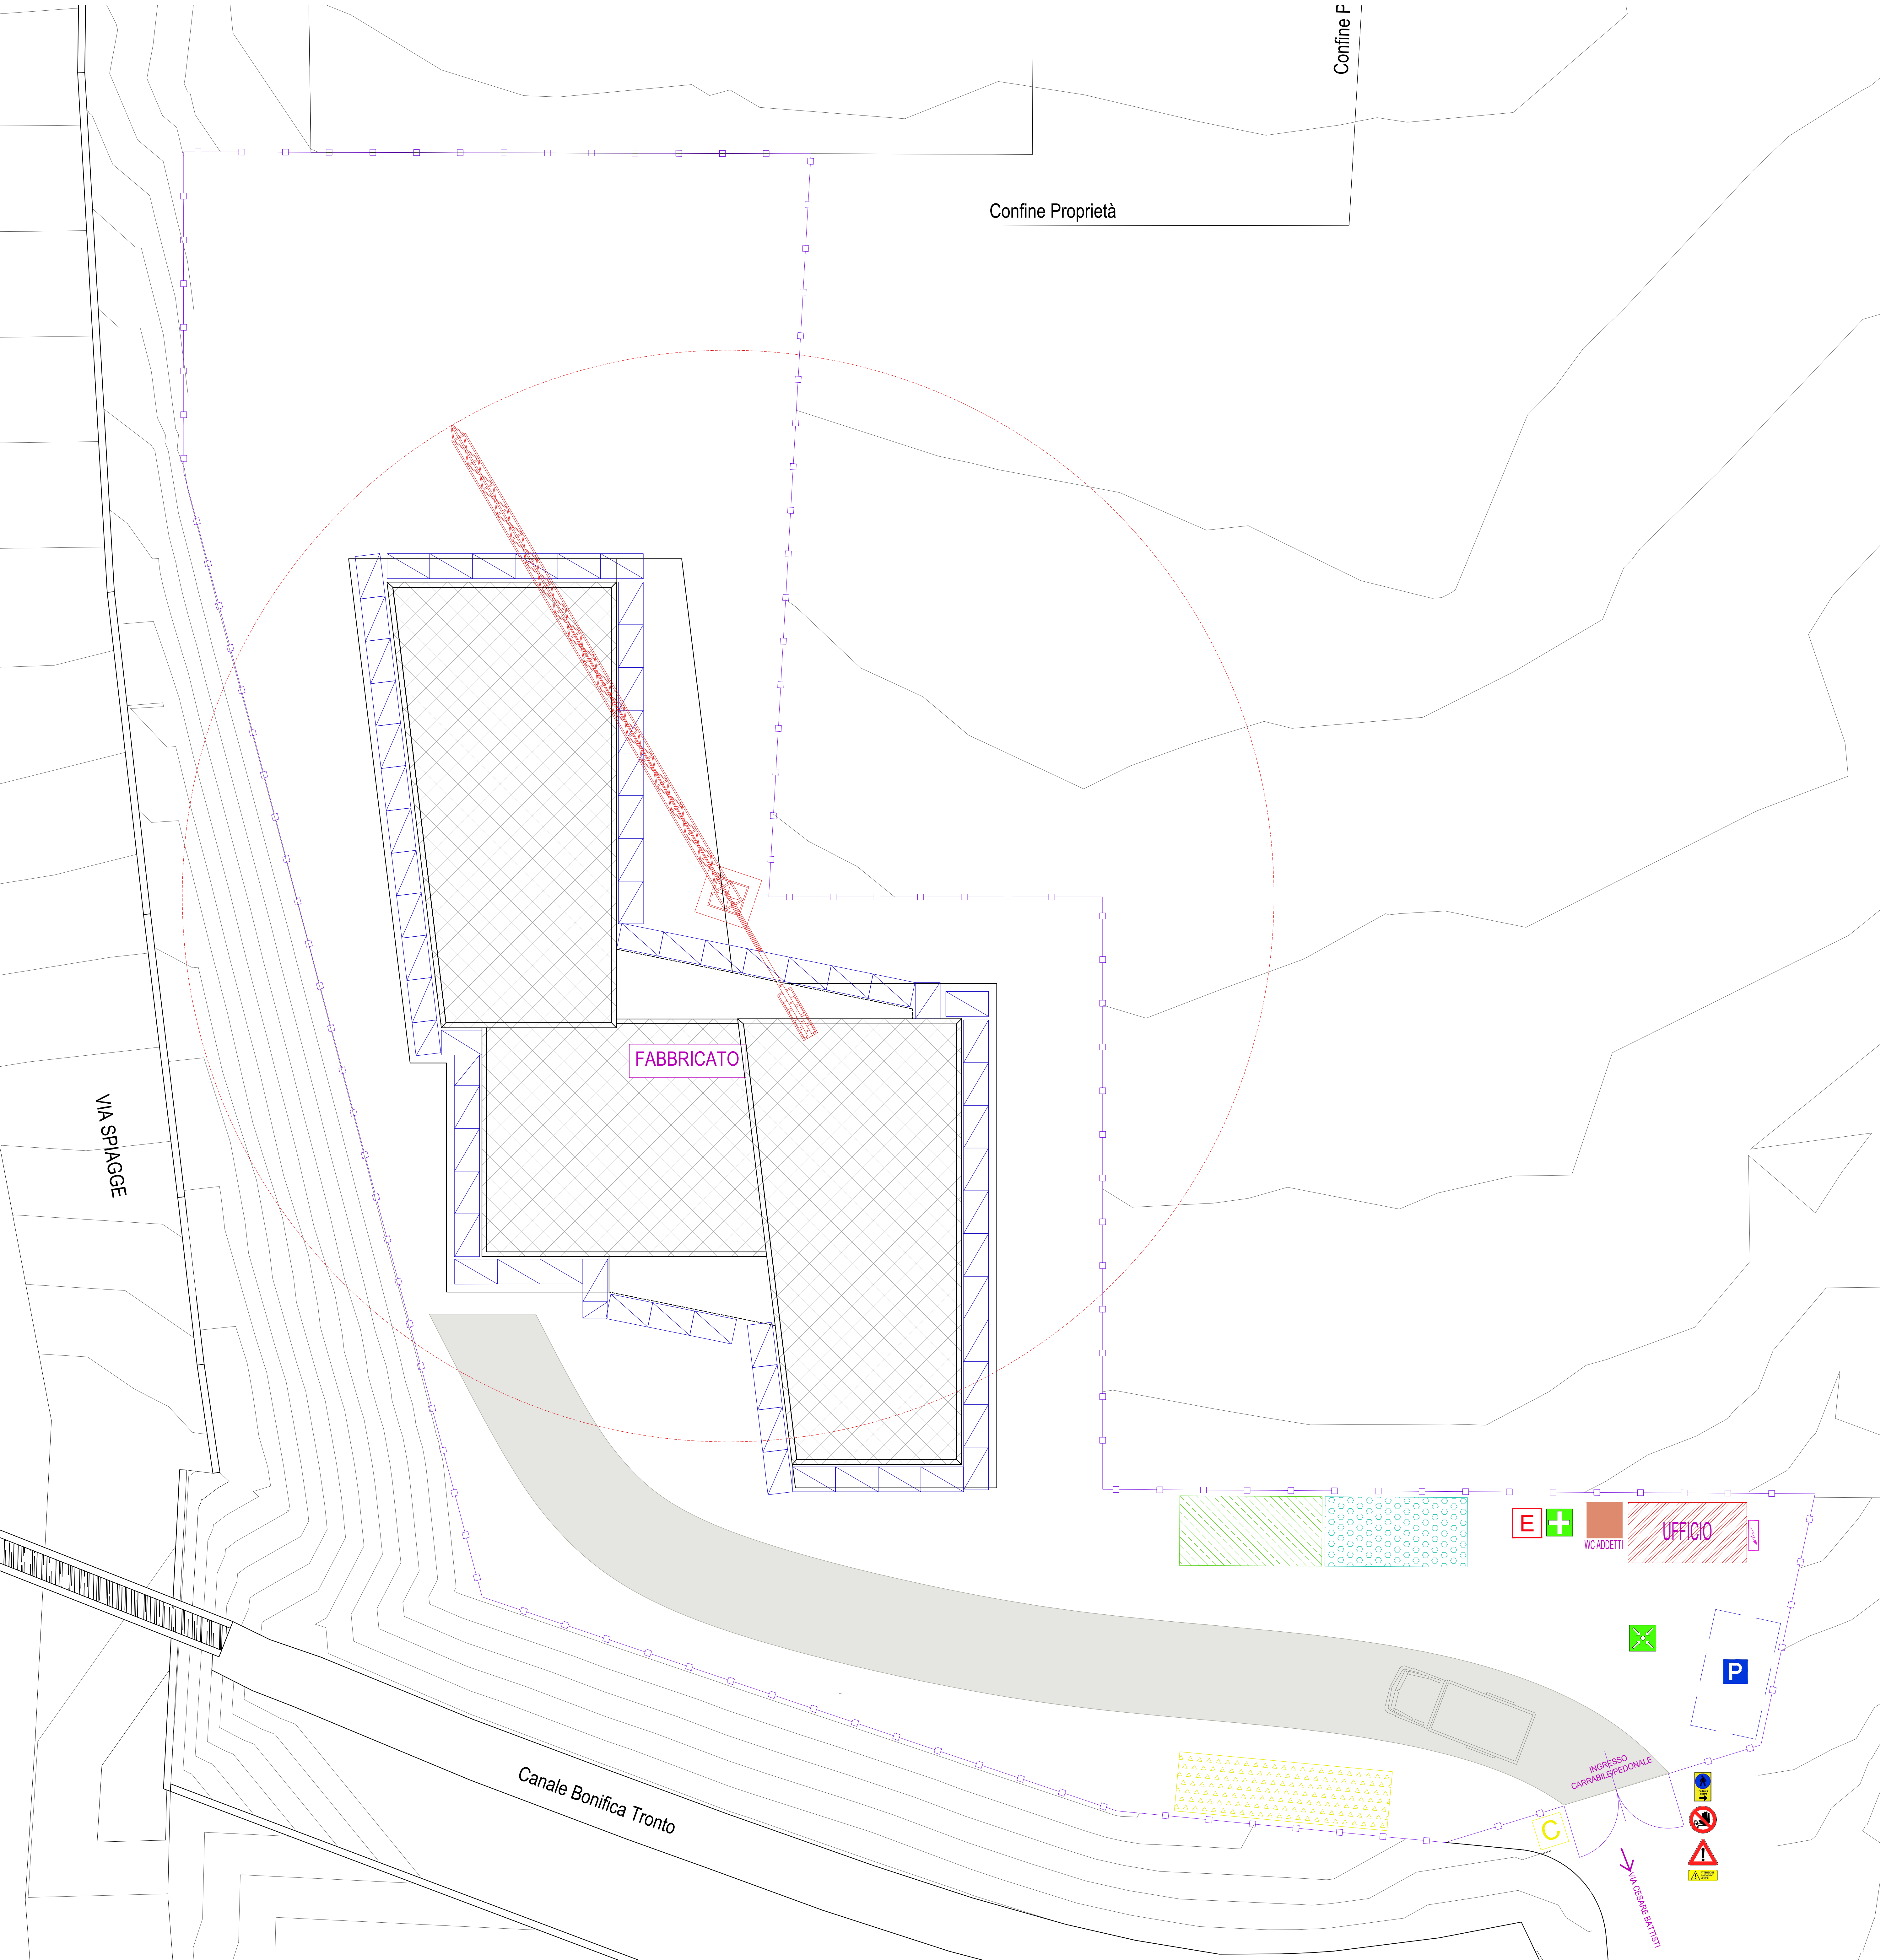 Confine P
Confine Proprietà
FABBRICATO
VIA SPIAGGE
E
WC ADDETTI
UFFICIO
P
INGRESSO
CARRABILE/PEDONALE
C
Canale Bonifica Tronto
VIA CESARE BATTISTI